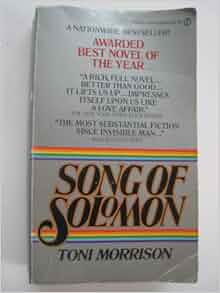 A NATIONWIDE BESTSELLER!
AWARDED
BEST NOVEL OF
THE YEAR
"A RICH, FULL NOVEL...
BETTER THAN GOOD...
IT LIFTS US UP... IMPRESSES
ITSELF UPON US LIKE
A LOVE AFFAIR."
"THE MOST SUBSTANTIAL FICTION
SINCE INVISIBLE MAN..."
SONG OF
SOLOMON
TONI MORRISON